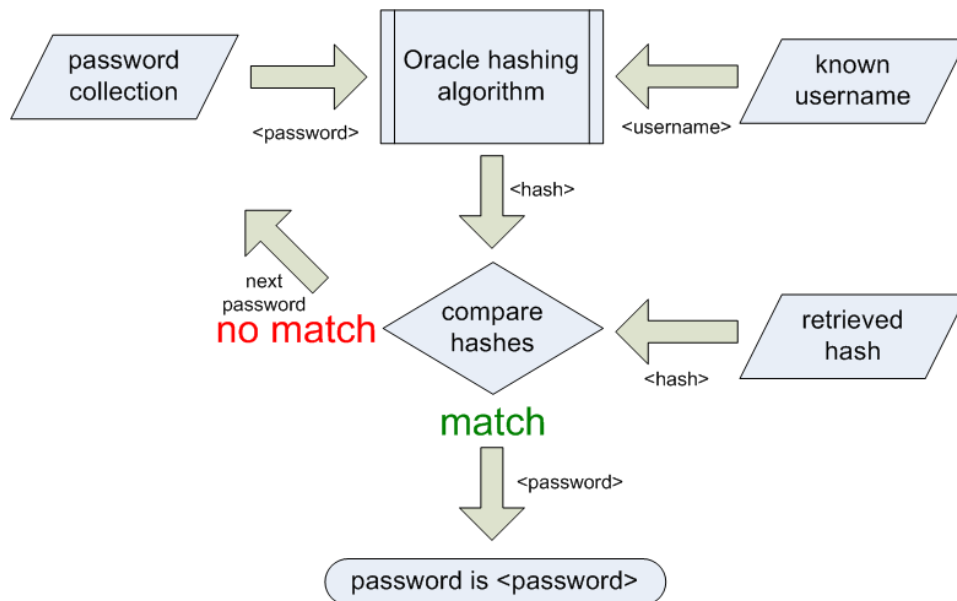 password
collection
<password>
Oracle hashing
algorithm
<username>
known
username
<hash>
next
password
no match
compare
hashes
<hash>
retrieved
hash
match
<password>
password is <password>